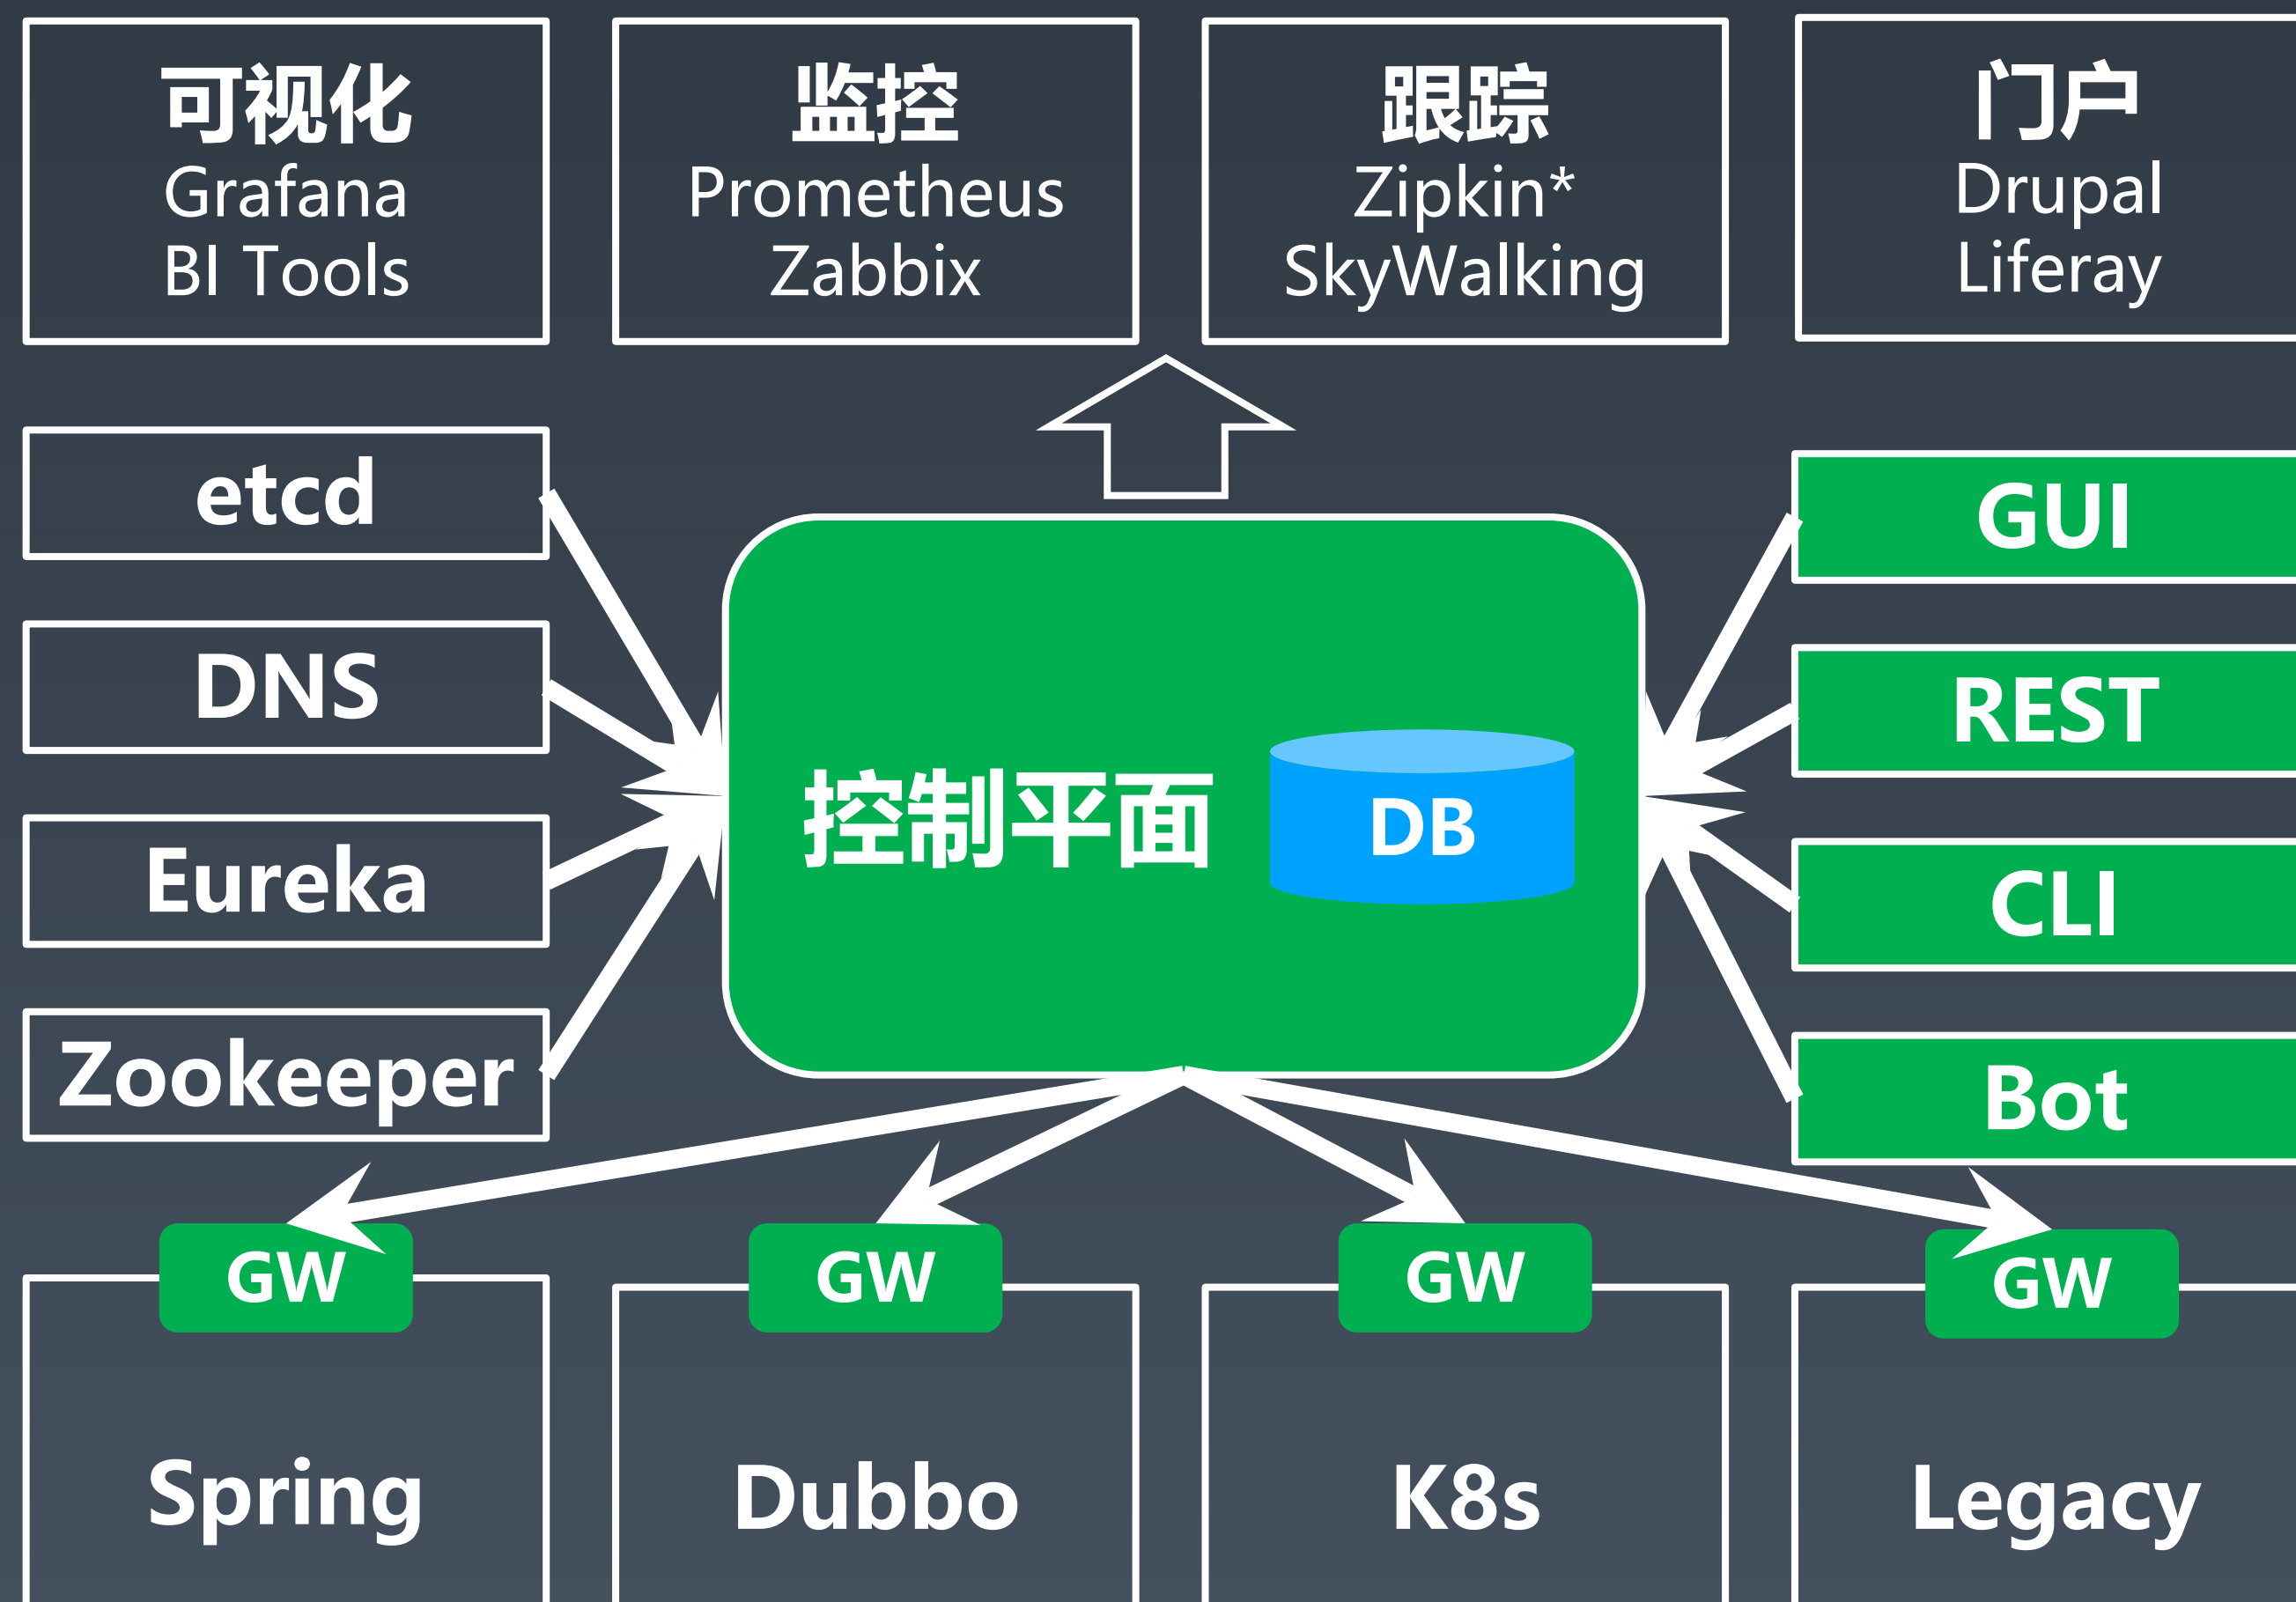 可视化
Grafana
BI Tools
监控
Prometheus
Zabbix
跟踪
Zipkin*
SkyWalking
门户
Drupal
Liferay
etcd
DNS
Eureka
Zookeeper
控制平面
DB
GUI
REST
CLI
Bot
GW
GW
GW
GW
Spring
Dubbo
K8s
Legacy